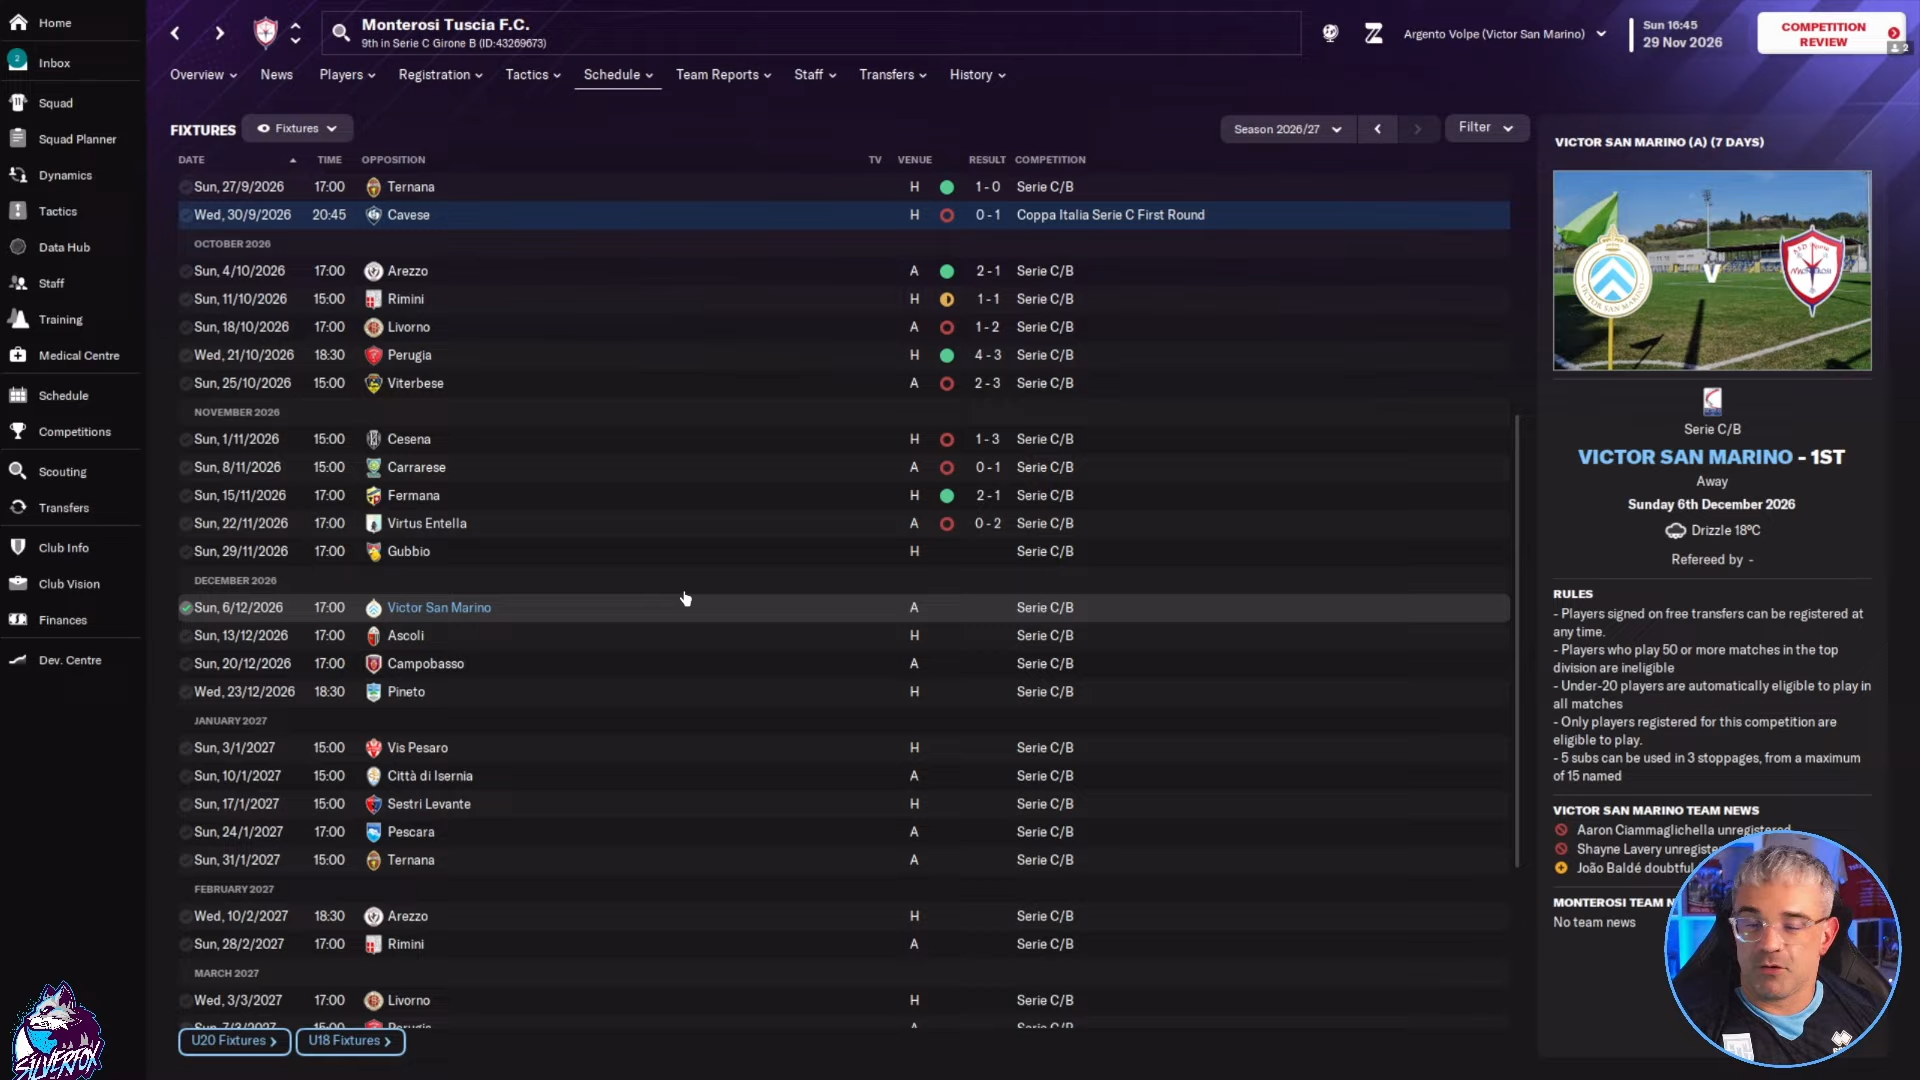 Home
Inbox
2
Squad
Squad Planner
Dynamics
Tactics
Data Hub
Staff
Training
Medical Centre
Schedule
Competitions
Scouting
Transfers
Club Info
Club Vision
Finances
Dev. Centre
SILVERFOX
Monterosi Tuscia F.C.
9th in Serie C Girone B (ID:43269673)
Argento Volpe (Victor San Marino)
Sun 16:45
29 Nov 2026
COMPETITION
REVIEW
2
Overview News Players Registration Tactics Schedule Team Reports Staff Transfers History
FIXTURES Fixtures Season 2026/27 Filter
DATE TIME OPPOSITION TV VENUE RESULT COMPETITION
Sun, 27/9/2026 17:00 Ternana H 1 - 0 Serie C/B
Wed, 30/9/2026 20:45 Cavese H 0 - 1 Coppa Italia Serie C First Round
OCTOBER 2026
Sun, 4/10/2026 17:00 Arezzo A 2 - 1 Serie C/B
Sun, 11/10/2026 15:00 Rimini H 1 - 1 Serie C/B
Sun, 18/10/2026 17:00 Livorno A 1 - 2 Serie C/B
Wed, 21/10/2026 18:30 Perugia H 4 - 3 Serie C/B
Sun, 25/10/2026 15:00 Viterbese A 2 - 3 Serie C/B
NOVEMBER 2026
Sun, 1/11/2026 15:00 Cesena H 1 - 3 Serie C/B
Sun, 8/11/2026 15:00 Carrarese A 0 - 1 Serie C/B
Sun, 15/11/2026 17:00 Fermana H 2 - 1 Serie C/B
Sun, 22/11/2026 17:00 Virtus Entella A 0 - 2 Serie C/B
Sun, 29/11/2026 17:00 Gubbio H Serie C/B
DECEMBER 2026
Sun, 6/12/2026 17:00 Victor San Marino A Serie C/B
Sun, 13/12/2026 17:00 Ascoli H Serie C/B
Sun, 20/12/2026 17:00 Campobasso A Serie C/B
Wed, 23/12/2026 18:30 Pineto H Serie C/B
JANUARY 2027
Sun, 3/1/2027 15:00 Vis Pesaro H Serie C/B
Sun, 10/1/2027 15:00 Città di Isernia A Serie C/B
Sun, 17/1/2027 15:00 Sestri Levante H Serie C/B
Sun, 24/1/2027 17:00 Pescara A Serie C/B
Sun, 31/1/2027 15:00 Ternana A Serie C/B
FEBRUARY 2027
Wed, 10/2/2027 18:30 Arezzo H Serie C/B
Sun, 28/2/2027 17:00 Rimini A Serie C/B
MARCH 2027
Wed, 3/3/2027 17:00 Livorno H Serie C/B
Sun, 7/3/2027 15:00 Perugia A Serie C/B
U20 Fixtures U18 Fixtures
VICTOR SAN MARINO (A) (7 DAYS)
V
Serie C/B
VICTOR SAN MARINO - 1ST
Away
Sunday 6th December 2026
Drizzle 18ºC
Refereed by -
RULES
- Players signed on free transfers can be registered at
any time.
- Players who play 50 or more matches in the top
division are ineligible
- Under-20 players are automatically eligible to play in
all matches
- Only players registered for this competition are
eligible to play.
- 5 subs can be used in 3 stoppages, from a maximum
of 15 named
VICTOR SAN MARINO TEAM NEWS
Aaron Ciammaglichella unregistered
Shayne Lavery unregiste
João Baldé doubtful
MONTEROSI TEAM N
No team news